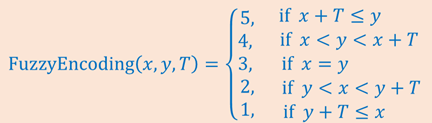 5, if x + T ≤ y
4, if x < y < x + T
FuzzyEncoding(x, y, T) = { 3, if x = y
2, if y < x < y + T
1, if y + T ≤ x